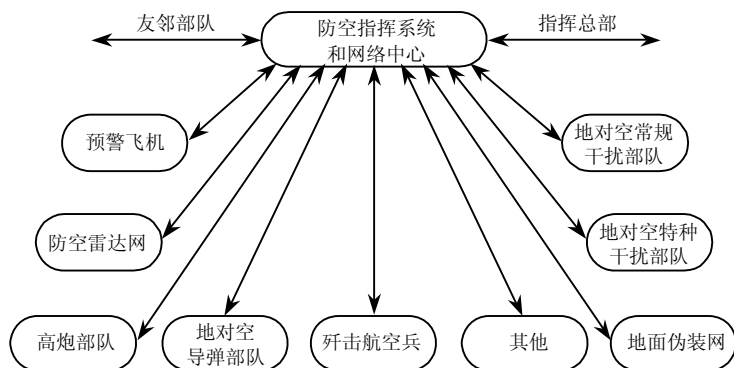 友邻部队
防空指挥系统
和网络中心
指挥总部
预警飞机
地对空常规
干扰部队
防空雷达网
地对空特种
干扰部队
高炮部队
地对空
导弹部队
歼击航空兵
其他
地面伪装网